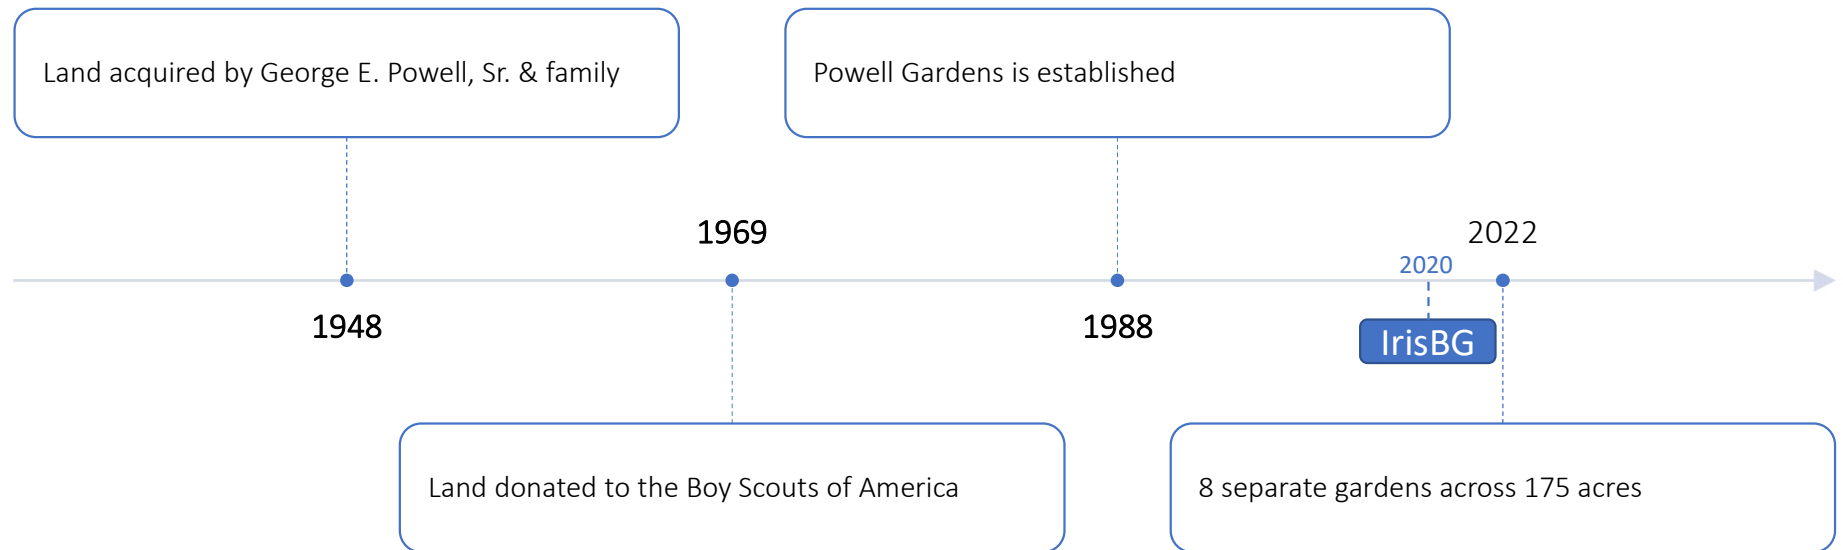 Land acquired by George E. Powell, Sr. & family
Powell Gardens is established
1969
2022
2020
1948
1988
IrisBG
Land donated to the Boy Scouts of America
8 separate gardens across 175 acres